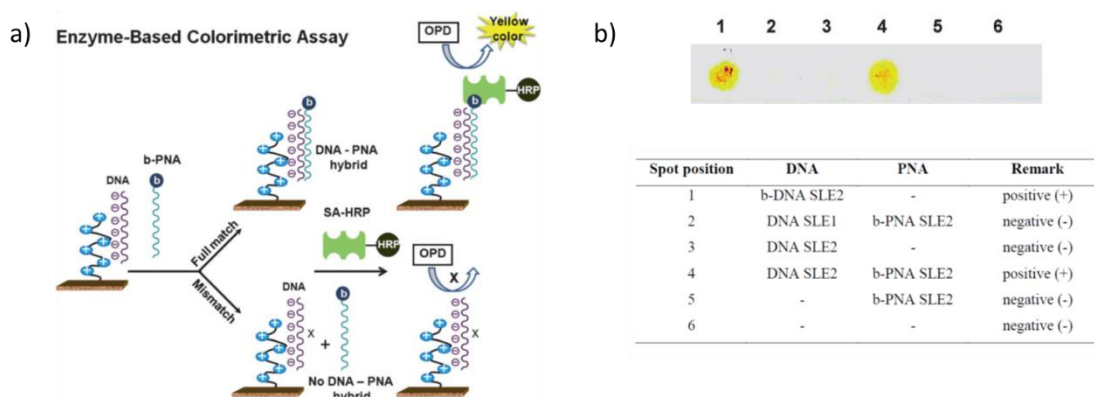 a)
Enzyme-Based Colorimetric Assay
OPD
Yellow
color
b
HRP
b
DNA - PNA
hybrid
b-PNA
b
DNA
SA-HRP
HRP
Full match
Mismatch
OPD
X
DNA
b
X
+
X
No DNA – PNA
hybrid
b)
1 2 3 4 5 6
Spot position DNA PNA Remark
1 b-DNA SLE2 - positive (+)
2 DNA SLE1 b-PNA SLE2 negative (-)
3 DNA SLE2 - negative (-)
4 DNA SLE2 b-PNA SLE2 positive (+)
5 - b-PNA SLE2 negative (-)
6 - - negative (-)